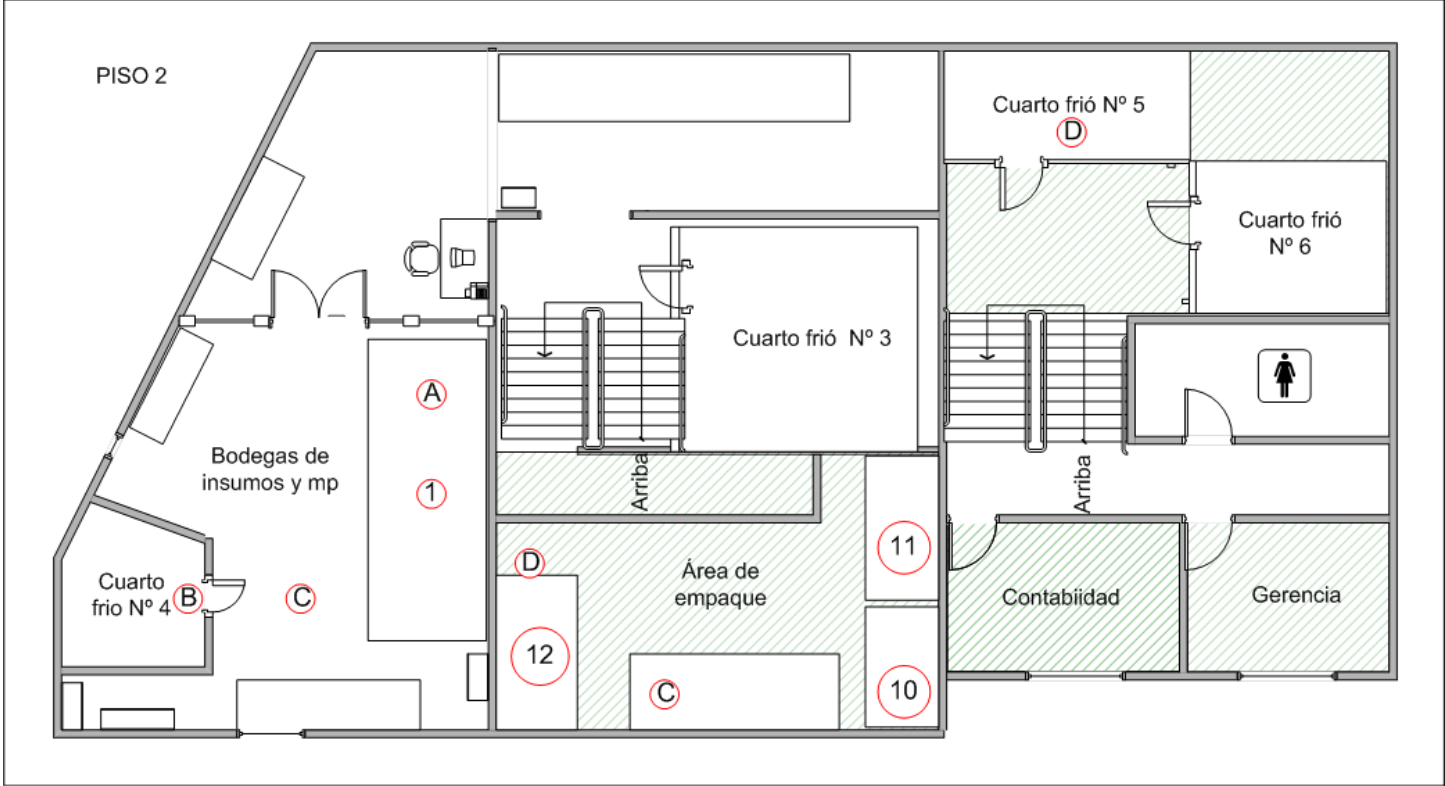 PISO 2
Cuarto frió Nº 5
D
Cuarto frió
Nº 6
Cuarto frió Nº 3
A
Bodegas de
insumos y mp
1
Arriba
Arriba
D
Área de
empaque
11
Cuarto
frio Nº 4
B
C
Contabiidad
Gerencia
12
C
10